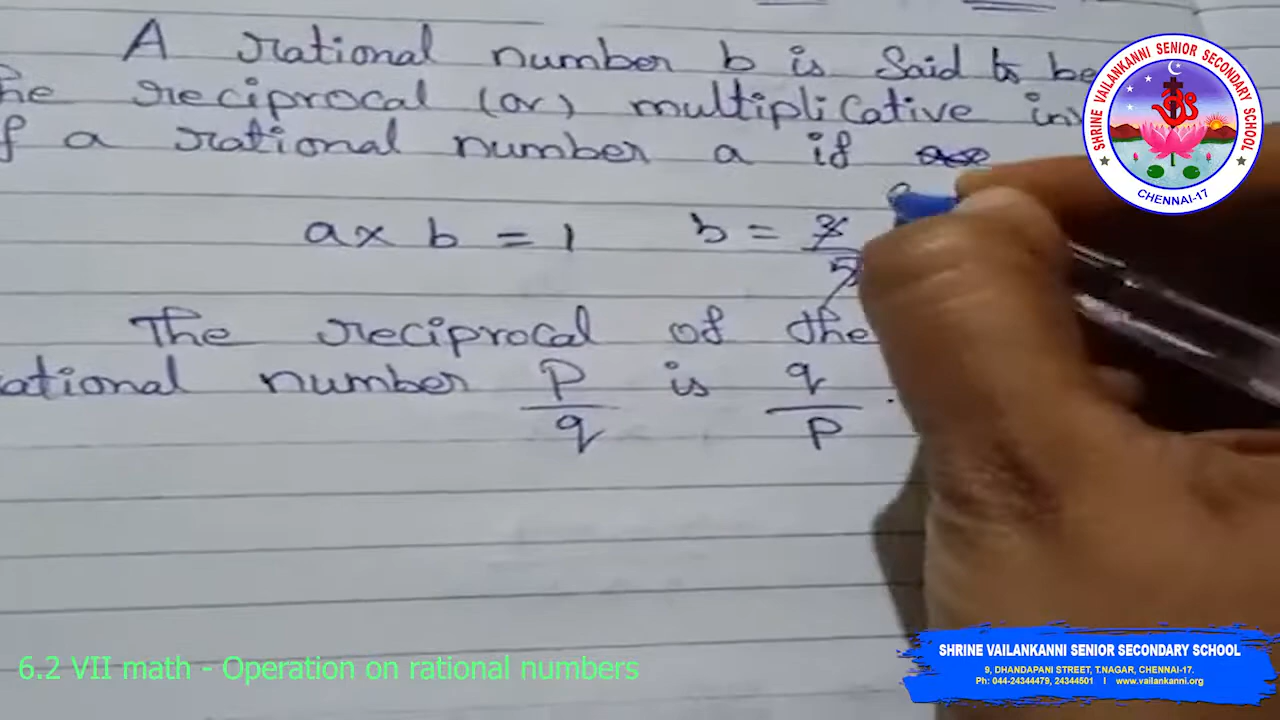 A rational number b is said to be
the reciprocal (or) multiplicative inv
of a rational number a if
a x b = 1 b =
5
The reciprocal of the
rational number P/q is q/P.
SHRINE VAILANKANNI SENIOR SECONDARY SCHOOL
CHENNAI-17
6.2 VII math - Operation on rational numbers
SHRINE VAILANKANNI SENIOR SECONDARY SCHOOL
9, DHANDAPANI STREET, T.NAGAR, CHENNAI-17.
Ph: 044-24344479, 24344501 I www.vailankanni.org